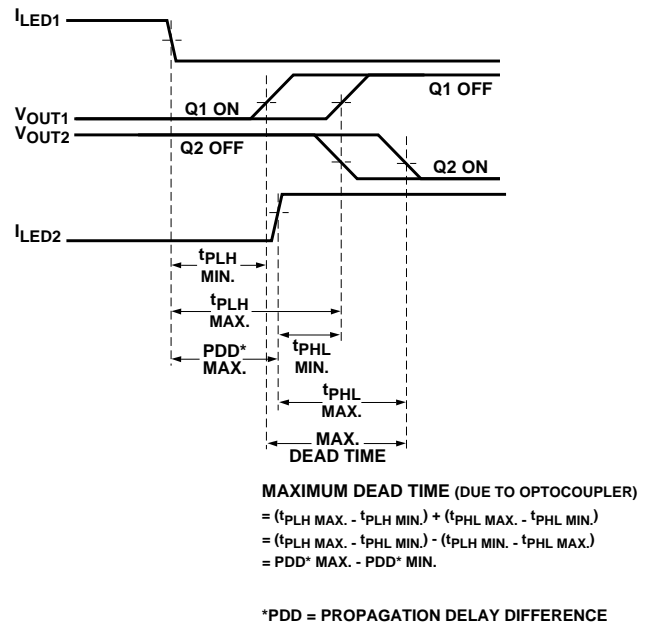 ILED1
VOUT1
Q1 ON
Q1 OFF
VOUT2
Q2 OFF
Q2 ON
ILED2
tPLH
MIN.
tPLH
MAX.
PDD*
MAX.
tPHL
MIN.
tPHL
MAX.
MAX.
DEAD TIME
MAXIMUM DEAD TIME (DUE TO OPTOCOUPLER)
= (tPLH MAX. - tPLH MIN.) + (tPHL MAX. - tPHL MIN.)
= (tPLH MAX. - tPHL MIN.) - (tPLH MIN. - tPHL MAX.)
= PDD* MAX. - PDD* MIN.
*PDD = PROPAGATION DELAY DIFFERENCE